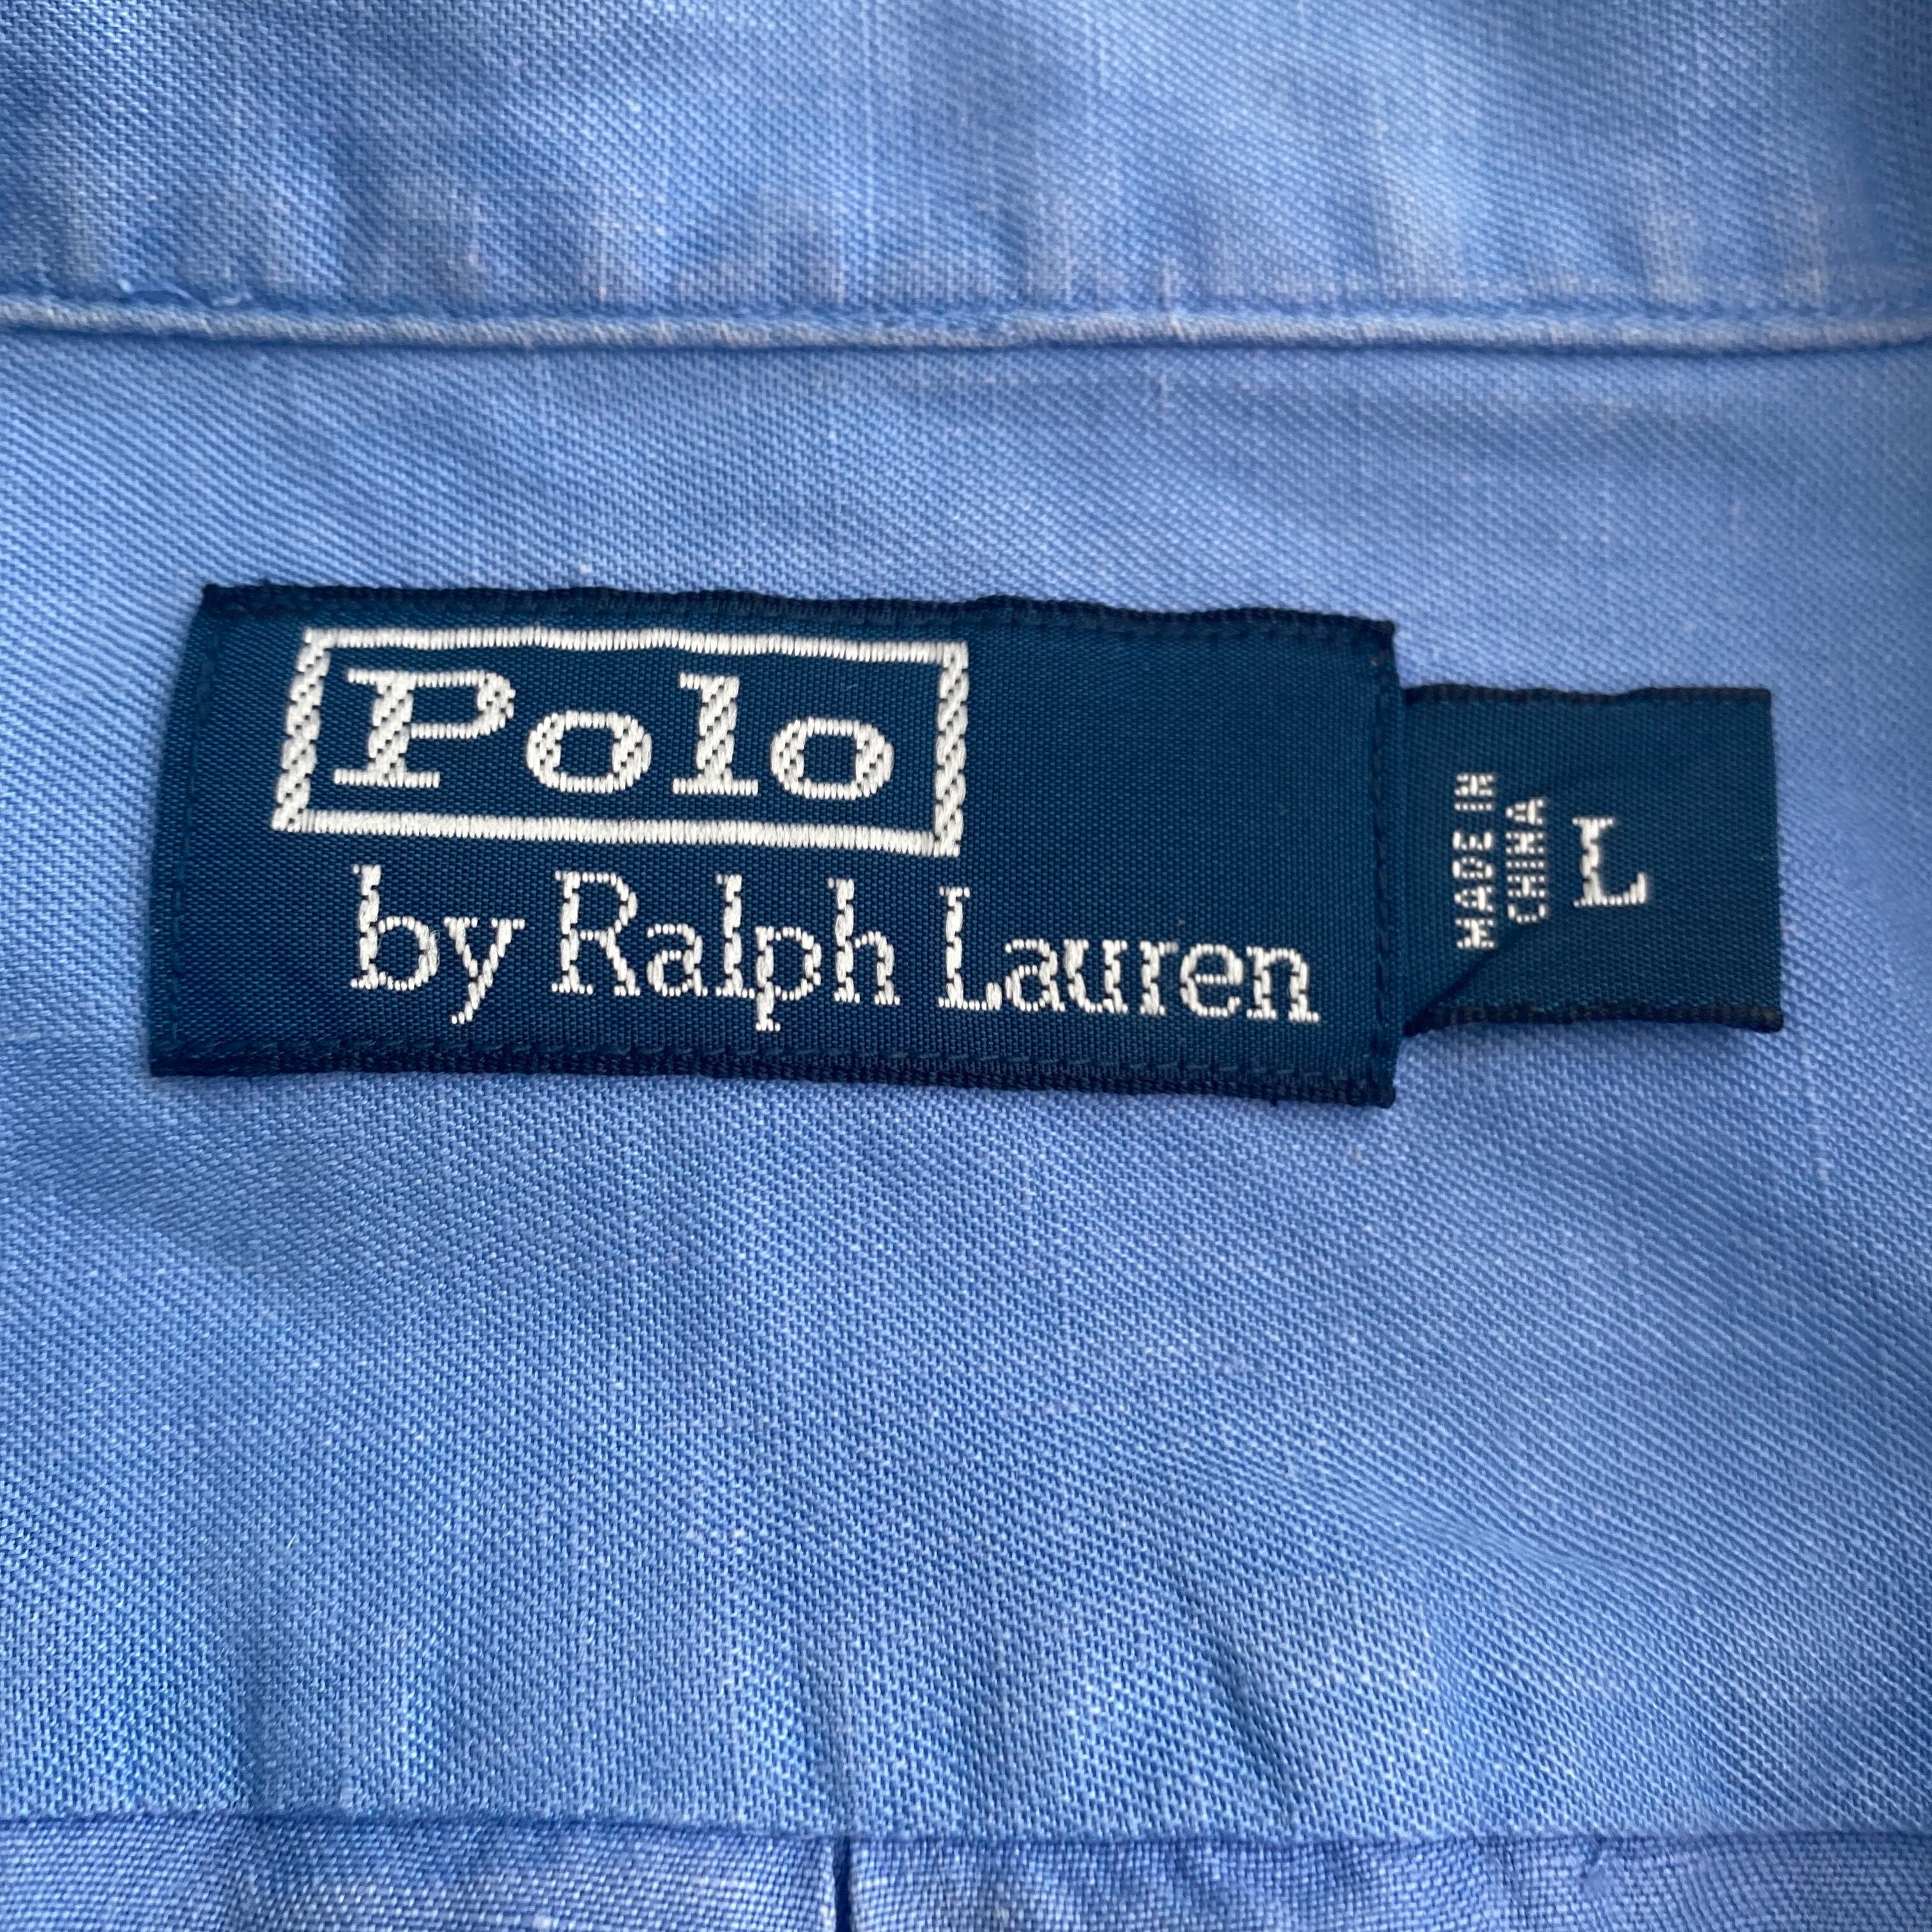 Polo
by Ralph Lauren
MADE IN
CHINA
L